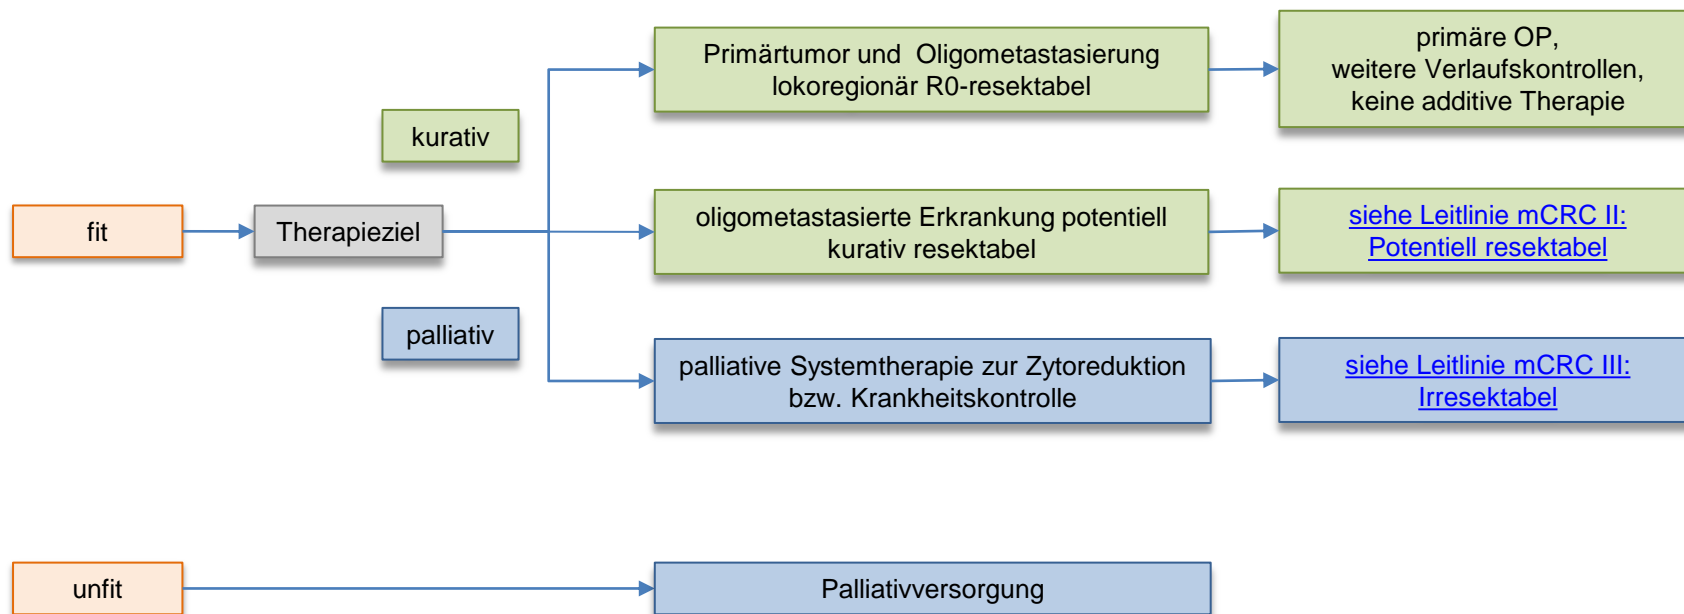 Primärtumor und Oligometastasierung
lokoregionär R0-resektabel
primäre OP,
weitere Verlaufskontrollen,
keine additive Therapie
kurativ
fit
Therapieziel
oligometastasierte Erkrankung potentiell
kurativ resektabel
siehe Leitlinie mCRC II:
Potentiell resektabel
palliativ
palliative Systemtherapie zur Zytoreduktion
bzw. Krankheitskontrolle
siehe Leitlinie mCRC III:
Irresektabel
unfit
Palliativversorgung